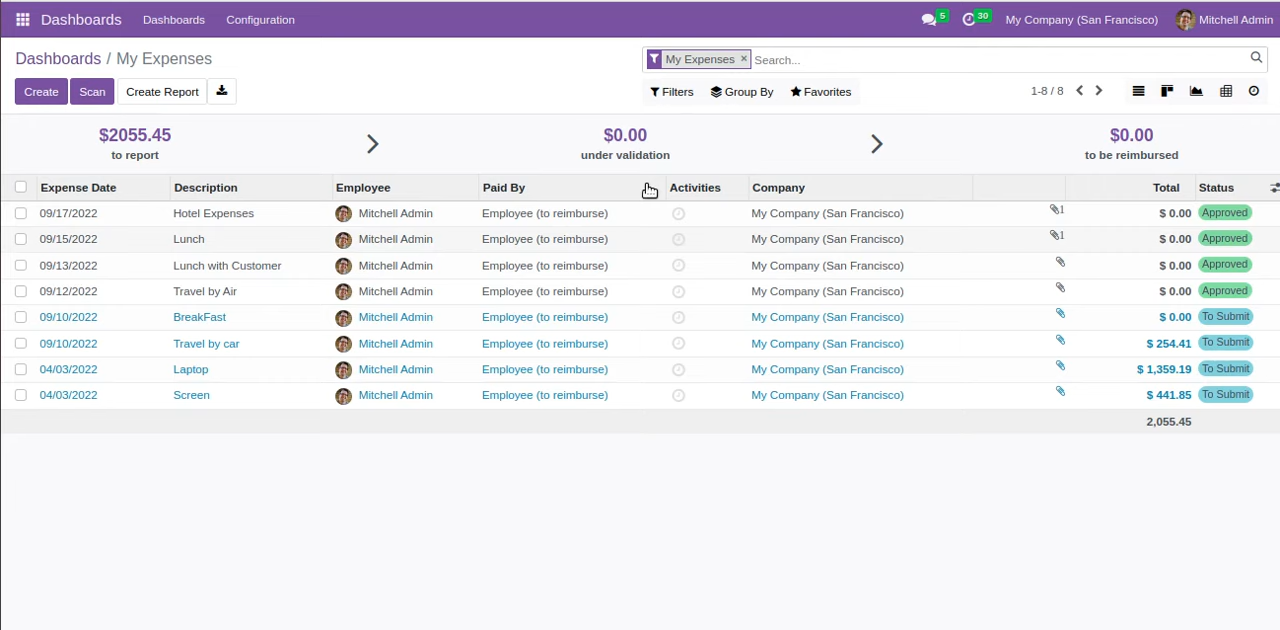 Dashboards Dashboards Configuration 5 30 My Company (San Francisco) Mitchell Admin
Dashboards / My Expenses My Expenses × Search...
Create Scan Create Report Filters Group By Favorites 1-8 / 8
$2055.45 $0.00 $0.00
to report under validation to be reimbursed
Expense Date Description Employee Paid By Activities Company Total Status
09/17/2022 Hotel Expenses Mitchell Admin Employee (to reimburse) My Company (San Francisco) 1 $ 0.00 Approved
09/15/2022 Lunch Mitchell Admin Employee (to reimburse) My Company (San Francisco) 1 $ 0.00 Approved
09/13/2022 Lunch with Customer Mitchell Admin Employee (to reimburse) My Company (San Francisco) $ 0.00 Approved
09/12/2022 Travel by Air Mitchell Admin Employee (to reimburse) My Company (San Francisco) $ 0.00 Approved
09/10/2022 BreakFast Mitchell Admin Employee (to reimburse) My Company (San Francisco) $ 0.00 To Submit
09/10/2022 Travel by car Mitchell Admin Employee (to reimburse) My Company (San Francisco) $ 254.41 To Submit
04/03/2022 Laptop Mitchell Admin Employee (to reimburse) My Company (San Francisco) $ 1,359.19 To Submit
04/03/2022 Screen Mitchell Admin Employee (to reimburse) My Company (San Francisco) $ 441.85 To Submit
2,055.45